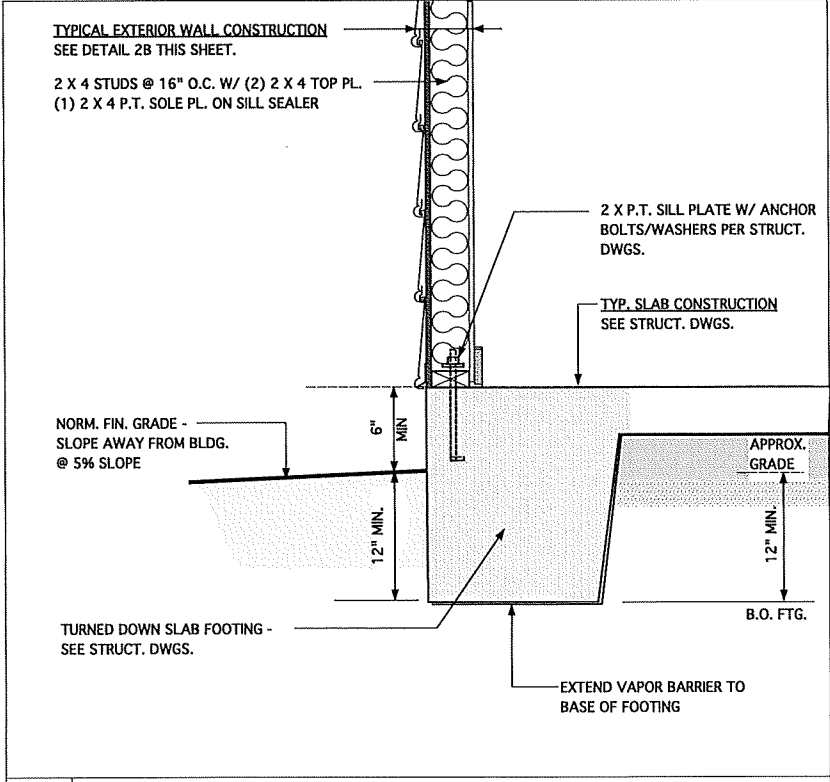 TYPICAL EXTERIOR WALL CONSTRUCTION
SEE DETAIL 2B THIS SHEET.
2 X 4 STUDS @ 16" O.C. W/ (2) 2 X 4 TOP PL.
(1) 2 X 4 P.T. SOLE PL. ON SILL SEALER
2 X P.T. SILL PLATE W/ ANCHOR
BOLTS/WASHERS PER STRUCT.
DWGS.
TYP. SLAB CONSTRUCTION
SEE STRUCT. DWGS.
6"
MIN
NORM. FIN. GRADE -
SLOPE AWAY FROM BLDG.
@ 5% SLOPE
APPROX.
GRADE
12" MIN.
12" MIN.
B.O. FTG.
TURNED DOWN SLAB FOOTING -
SEE STRUCT. DWGS.
EXTEND VAPOR BARRIER TO
BASE OF FOOTING